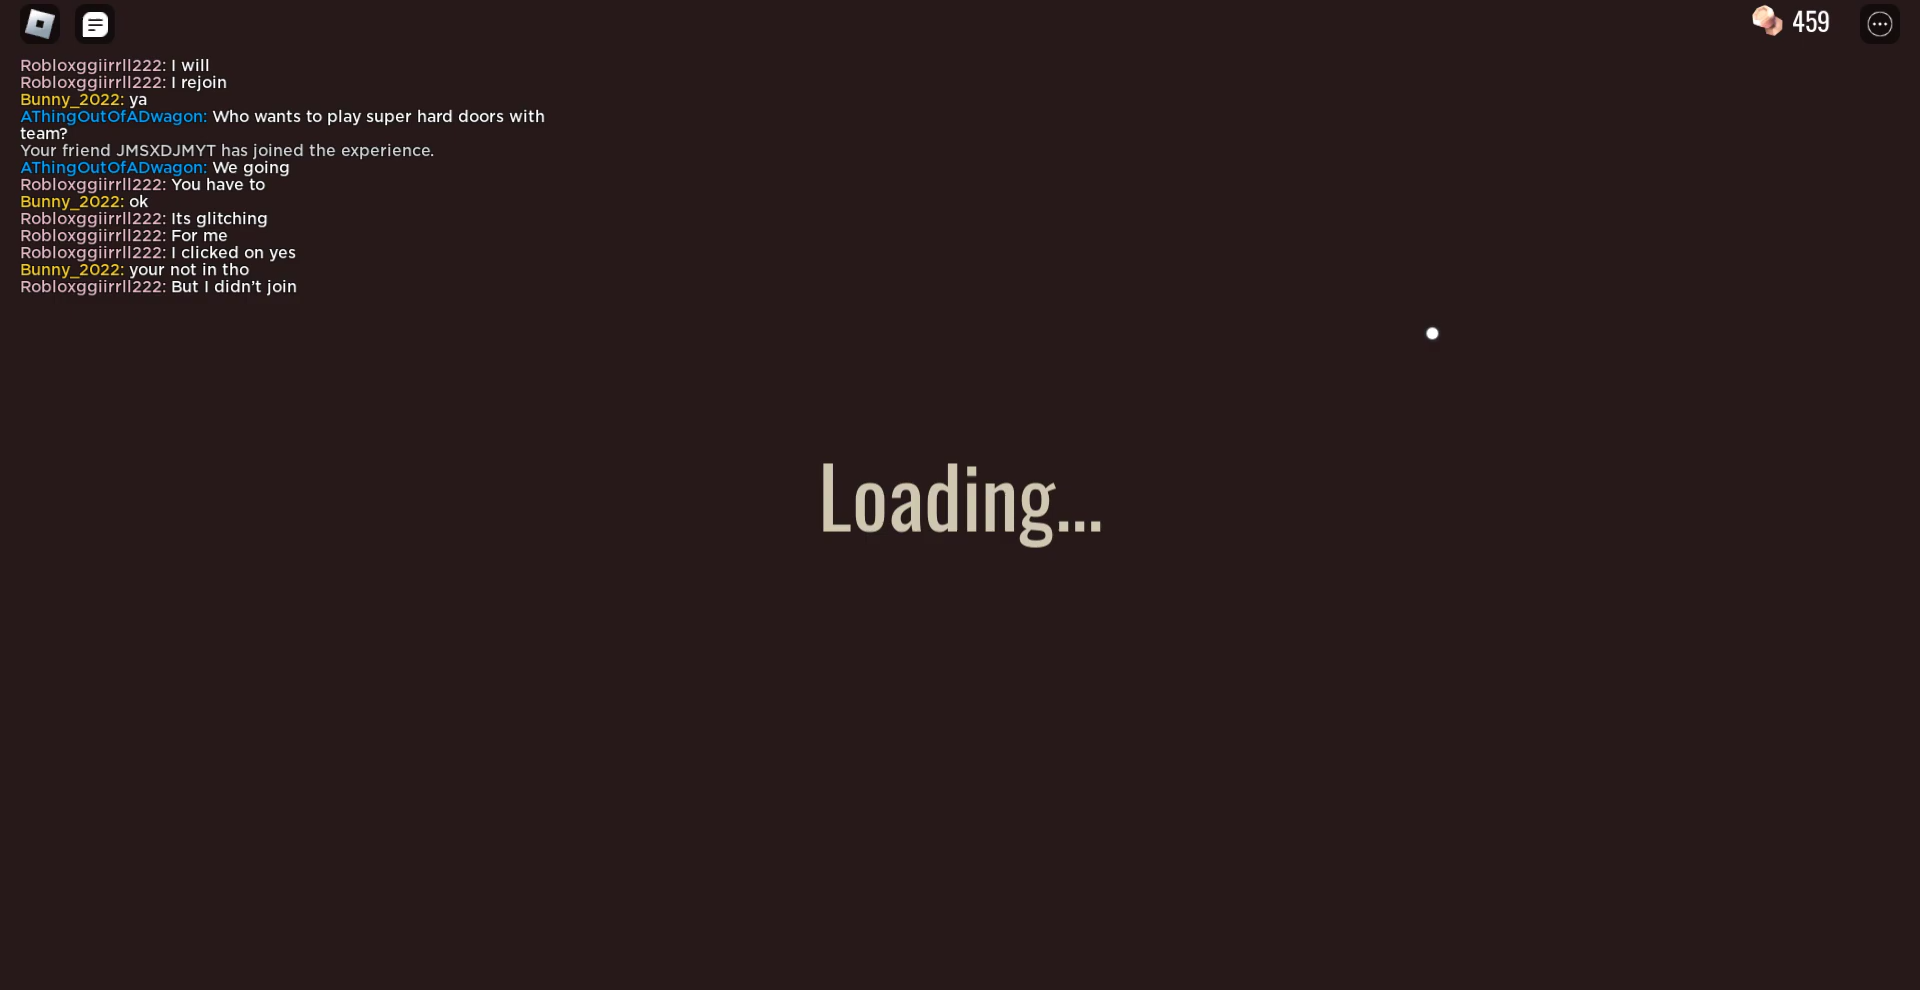 459
Robloxggiirrll222: I will
Robloxggiirrll222: I rejoin
Bunny_2022: ya
AThingOutOfADwagon: Who wants to play super hard doors with
team?
Your friend JMSXDJMYT has joined the experience.
AThingOutOfADwagon: We going
Robloxggiirrll222: You have to
Bunny_2022: ok
Robloxggiirrll222: Its glitching
Robloxggiirrll222: For me
Robloxggiirrll222: I clicked on yes
Bunny_2022: your not in tho
Robloxggiirrll222: But I didn't join
Loading...